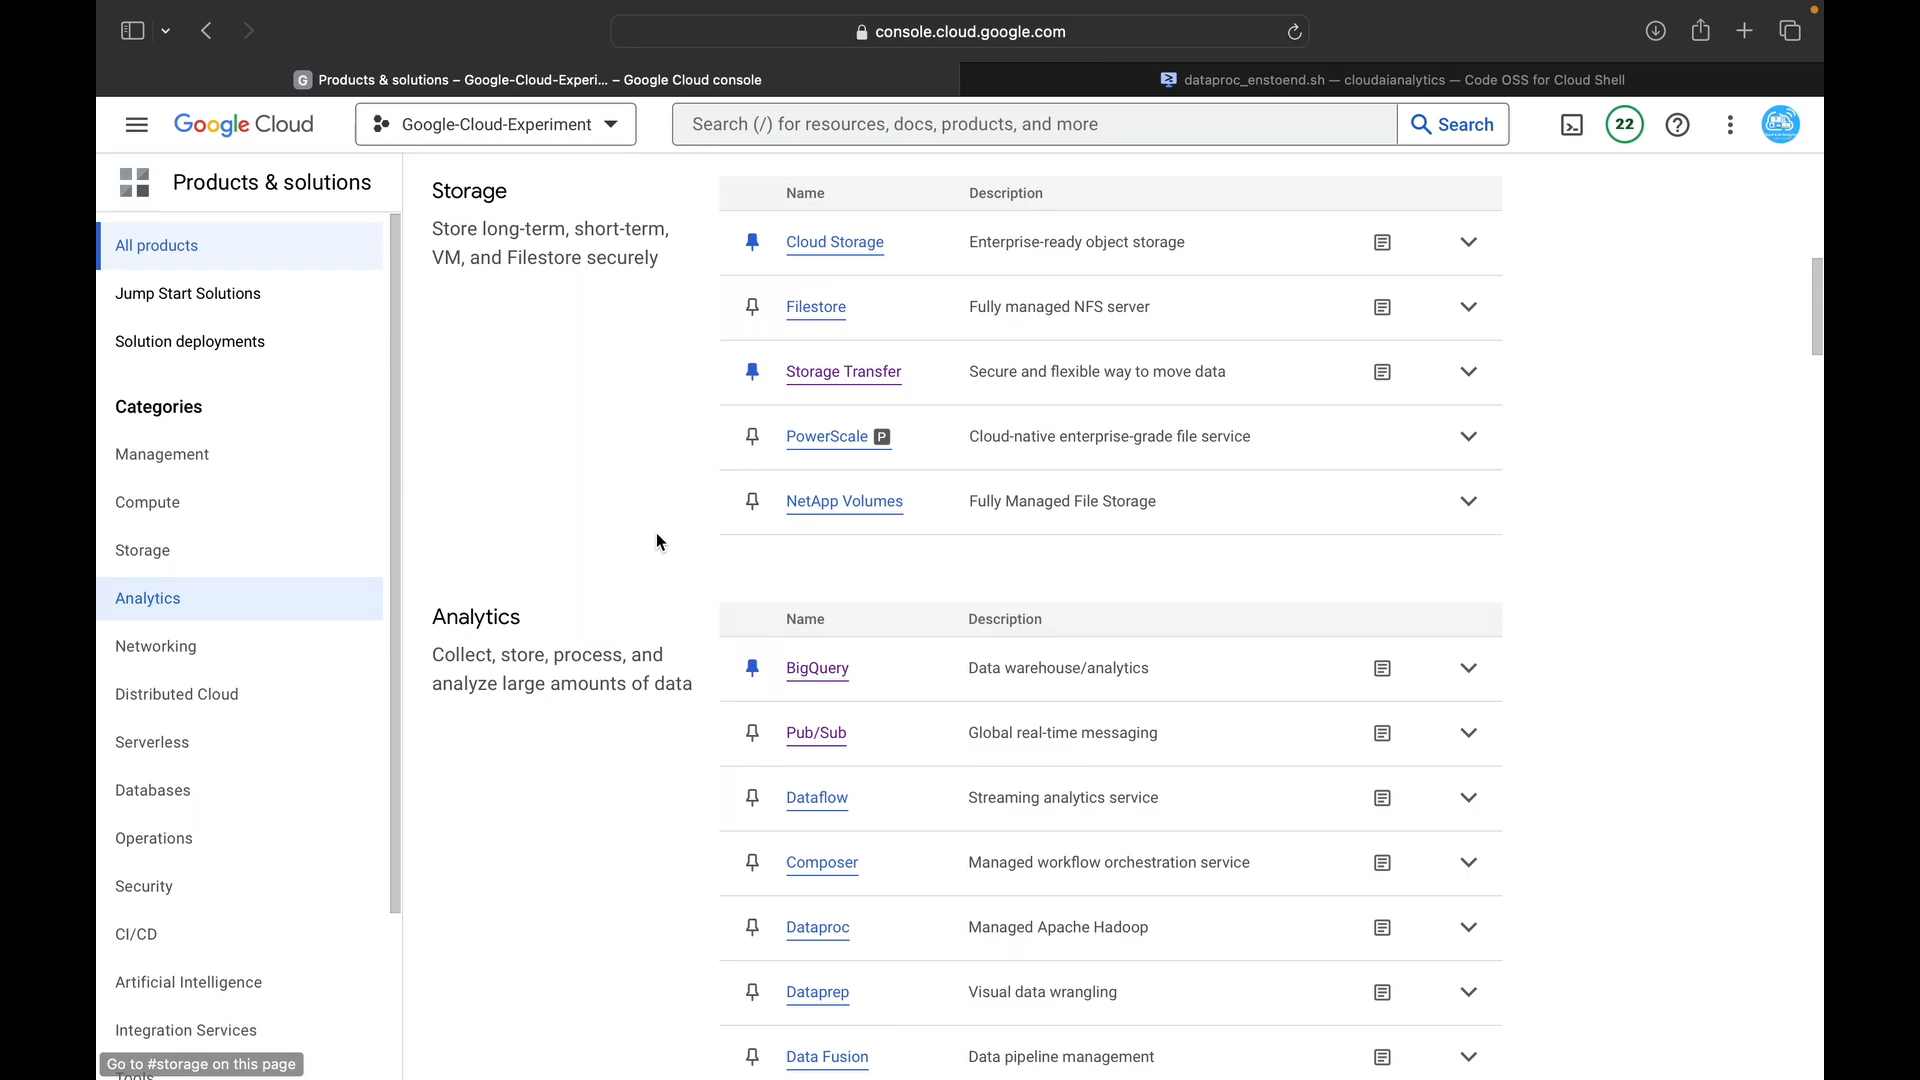 console.cloud.google.com
G Products & solutions – Google-Cloud-Experi... – Google Cloud console
dataproc_enstoend.sh — cloudaianalytics — Code OSS for Cloud Shell
Google Cloud
Google-Cloud-Experiment
Search (/) for resources, docs, products, and more
Search
22
Products & solutions
All products
Jump Start Solutions
Solution deployments
Categories
Management
Compute
Storage
Analytics
Networking
Distributed Cloud
Serverless
Databases
Operations
Security
CI/CD
Artificial Intelligence
Integration Services
Tools
Go to #storage on this page
Storage
Store long-term, short-term,
VM, and Filestore securely
Name Description
Cloud Storage Enterprise-ready object storage
Filestore Fully managed NFS server
Storage Transfer Secure and flexible way to move data
PowerScale P Cloud-native enterprise-grade file service
NetApp Volumes Fully Managed File Storage
Analytics
Collect, store, process, and
analyze large amounts of data
Name Description
BigQuery Data warehouse/analytics
Pub/Sub Global real-time messaging
Dataflow Streaming analytics service
Composer Managed workflow orchestration service
Dataproc Managed Apache Hadoop
Dataprep Visual data wrangling
Data Fusion Data pipeline management